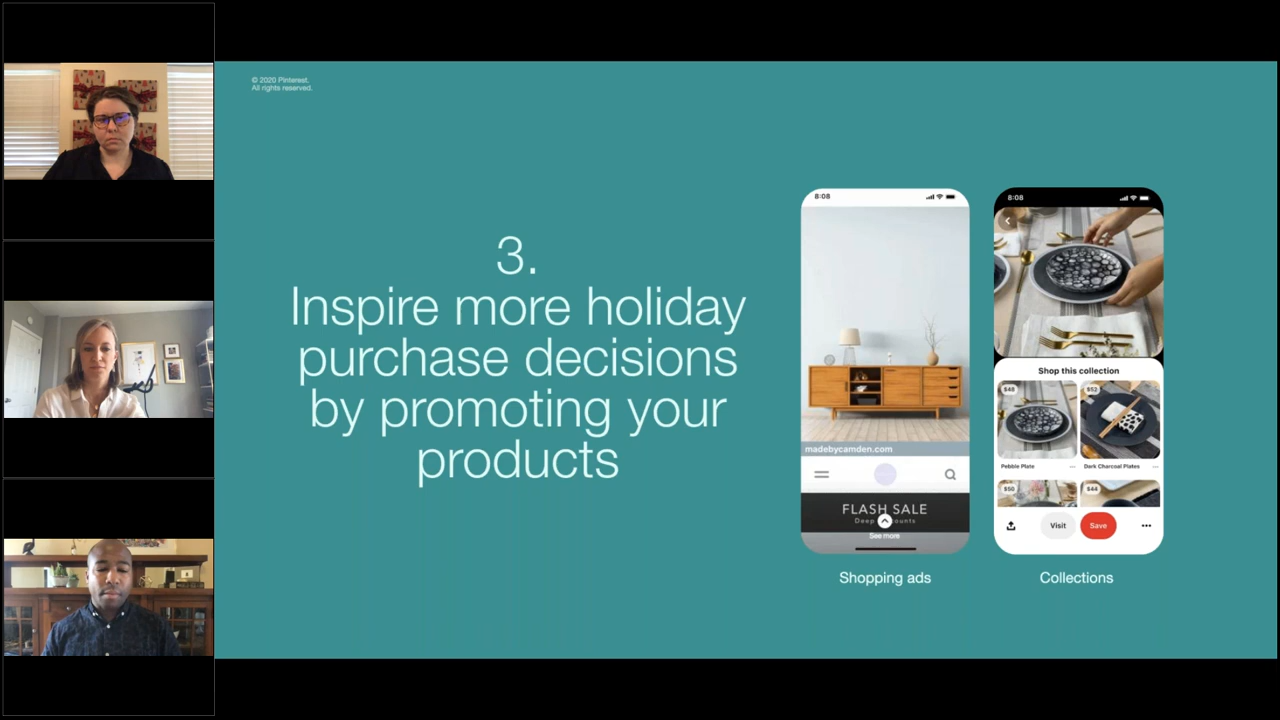 © 2020 Pinterest.
All rights reserved.
3.
Inspire more holiday
purchase decisions
by promoting your
products
8:08
madebycamden.com
FLASH SALE
See more
Shopping ads
8:08
Shop this collection
$48
$52
Pebble Plate
Dark Charcoal Plates
$50
$44
Visit
Save
Collections